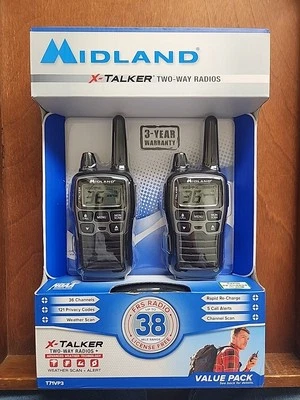 MIDLAND
X-TALKER TWO-WAY RADIOS
3-YEAR
WARRANTY
MIDLAND
MIDLAND
36
36 Channels
121 Privacy Codes
Weather Scan
FRS RADIO
38
LICENSE FREE
Rapid Re-Charge
5 Call Alerts
Channel Scan
X-TALKER
TWO-WAY RADIOS +
WEATHER SCAN + ALERT
T71VP3
VALUE PACK